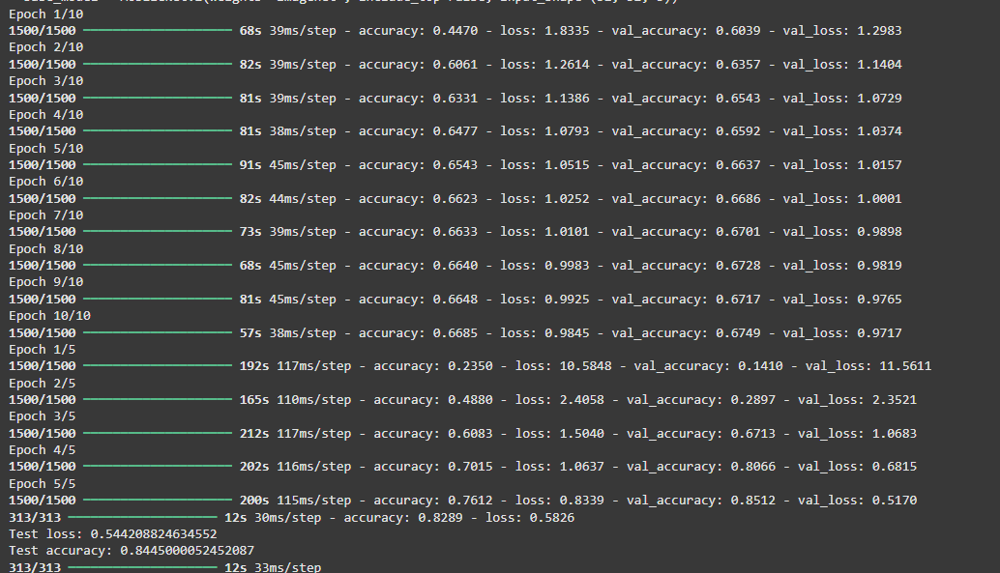 Epoch 1/10
1500/1500 68s 39ms/step - accuracy: 0.4470 - loss: 1.8335 - val_accuracy: 0.6039 - val_loss: 1.2983
Epoch 2/10
1500/1500 82s 39ms/step - accuracy: 0.6061 - loss: 1.2614 - val_accuracy: 0.6357 - val_loss: 1.1404
Epoch 3/10
1500/1500 81s 39ms/step - accuracy: 0.6331 - loss: 1.1386 - val_accuracy: 0.6543 - val_loss: 1.0729
Epoch 4/10
1500/1500 81s 38ms/step - accuracy: 0.6477 - loss: 1.0793 - val_accuracy: 0.6592 - val_loss: 1.0374
Epoch 5/10
1500/1500 91s 45ms/step - accuracy: 0.6543 - loss: 1.0515 - val_accuracy: 0.6637 - val_loss: 1.0157
Epoch 6/10
1500/1500 82s 44ms/step - accuracy: 0.6623 - loss: 1.0252 - val_accuracy: 0.6686 - val_loss: 1.0001
Epoch 7/10
1500/1500 73s 39ms/step - accuracy: 0.6633 - loss: 1.0101 - val_accuracy: 0.6701 - val_loss: 0.9898
Epoch 8/10
1500/1500 68s 45ms/step - accuracy: 0.6640 - loss: 0.9983 - val_accuracy: 0.6728 - val_loss: 0.9819
Epoch 9/10
1500/1500 81s 45ms/step - accuracy: 0.6648 - loss: 0.9925 - val_accuracy: 0.6717 - val_loss: 0.9765
Epoch 10/10
1500/1500 57s 38ms/step - accuracy: 0.6685 - loss: 0.9845 - val_accuracy: 0.6749 - val_loss: 0.9717
Epoch 1/5
1500/1500 192s 117ms/step - accuracy: 0.2350 - loss: 10.5848 - val_accuracy: 0.1410 - val_loss: 11.5611
Epoch 2/5
1500/1500 165s 110ms/step - accuracy: 0.4880 - loss: 2.4058 - val_accuracy: 0.2897 - val_loss: 2.3521
Epoch 3/5
1500/1500 212s 117ms/step - accuracy: 0.6083 - loss: 1.5040 - val_accuracy: 0.6713 - val_loss: 1.0683
Epoch 4/5
1500/1500 202s 116ms/step - accuracy: 0.7015 - loss: 1.0637 - val_accuracy: 0.8066 - val_loss: 0.6815
Epoch 5/5
1500/1500 200s 115ms/step - accuracy: 0.7612 - loss: 0.8339 - val_accuracy: 0.8512 - val_loss: 0.5170
313/313 12s 30ms/step - accuracy: 0.8289 - loss: 0.5826
Test loss: 0.544208824634552
Test accuracy: 0.8445000052452087
313/313 12s 33ms/step